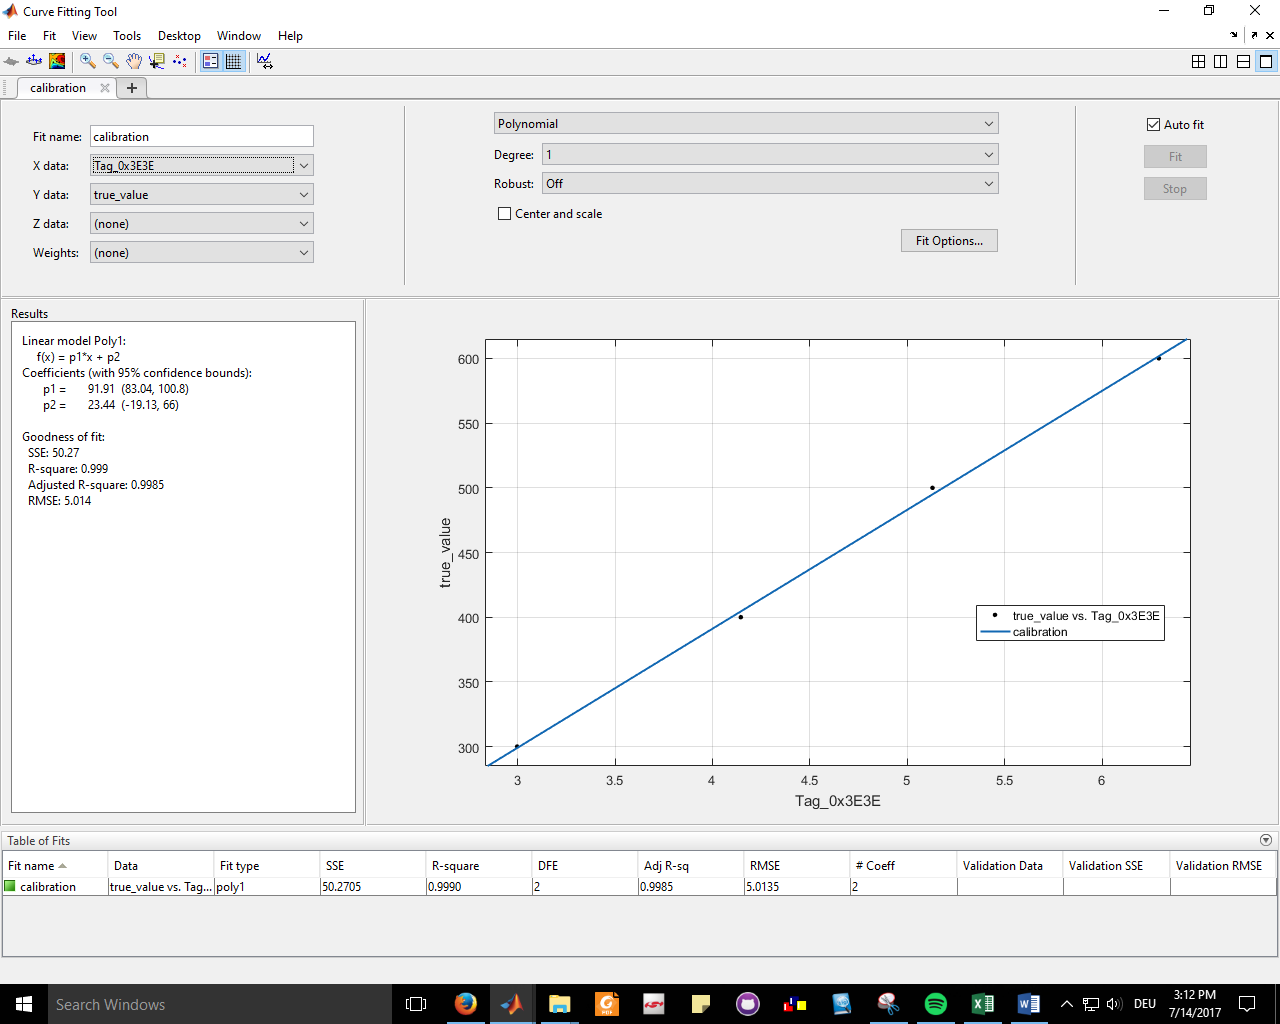 Curve Fitting Tool
File Fit View Tools Desktop Window Help
calibration
Fit name: calibration
X data: Tag_0x3E3E
Y data: true_value
Z data: (none)
Weights: (none)
Polynomial
Degree: 1
Robust: Off
Center and scale
Fit Options...
Auto fit
Fit
Stop
Results
Linear model Poly1:
f(x) = p1*x + p2
Coefficients (with 95% confidence bounds):
p1 = 91.91 (83.04, 100.8)
p2 = 23.44 (-19.13, 66)
Goodness of fit:
SSE: 50.27
R-square: 0.999
Adjusted R-square: 0.9985
RMSE: 5.014
600
550
500
450
400
350
300
true_value
3 3.5 4 4.5 5 5.5 6
Tag_0x3E3E
true_value vs. Tag_0x3E3E
calibration
Table of Fits
Fit name Data Fit type SSE R-square DFE Adj R-sq RMSE # Coeff Validation Data Validation SSE Validation RMSE
calibration true_value vs. Tag... poly1 50.2705 0.9990 2 0.9985 5.0135 2
Search Windows
PDF
DEU
3:12 PM
7/14/2017